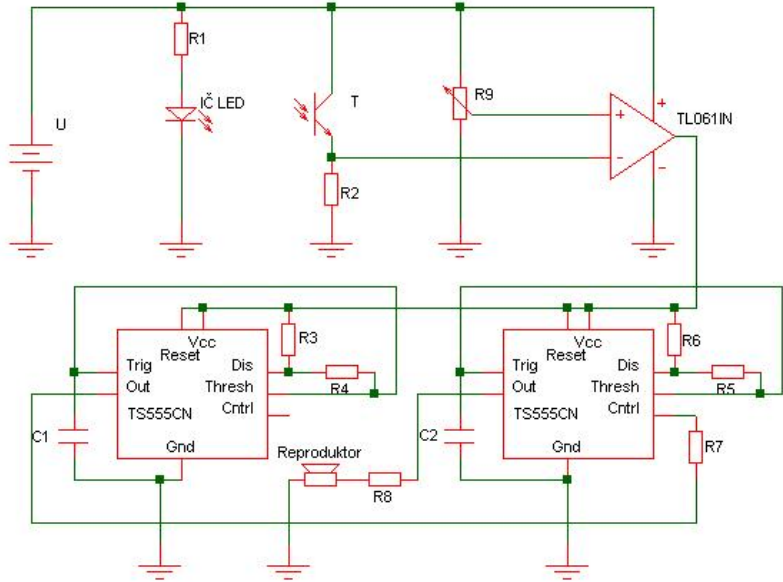 R1
U
IČ LED
T
R2
R9
+
−
+
−
TL061IN
Vcc
Reset
Trig
Dis
Out
Thresh
TS555CN
Cntrl
Gnd
R3
R4
C1
Reproduktor
R8
Vcc
Reset
Trig
Dis
Out
Thresh
TS555CN
Cntrl
Gnd
R6
R5
C2
R7